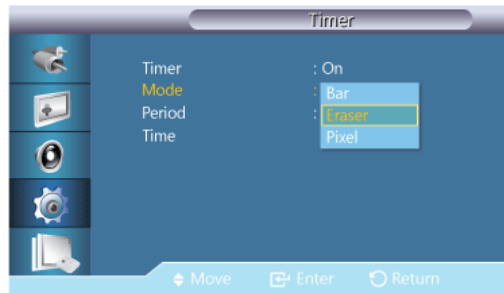 Timer
Timer : On
Mode : Bar
Period : Eraser
Time Pixel
Move Enter Return